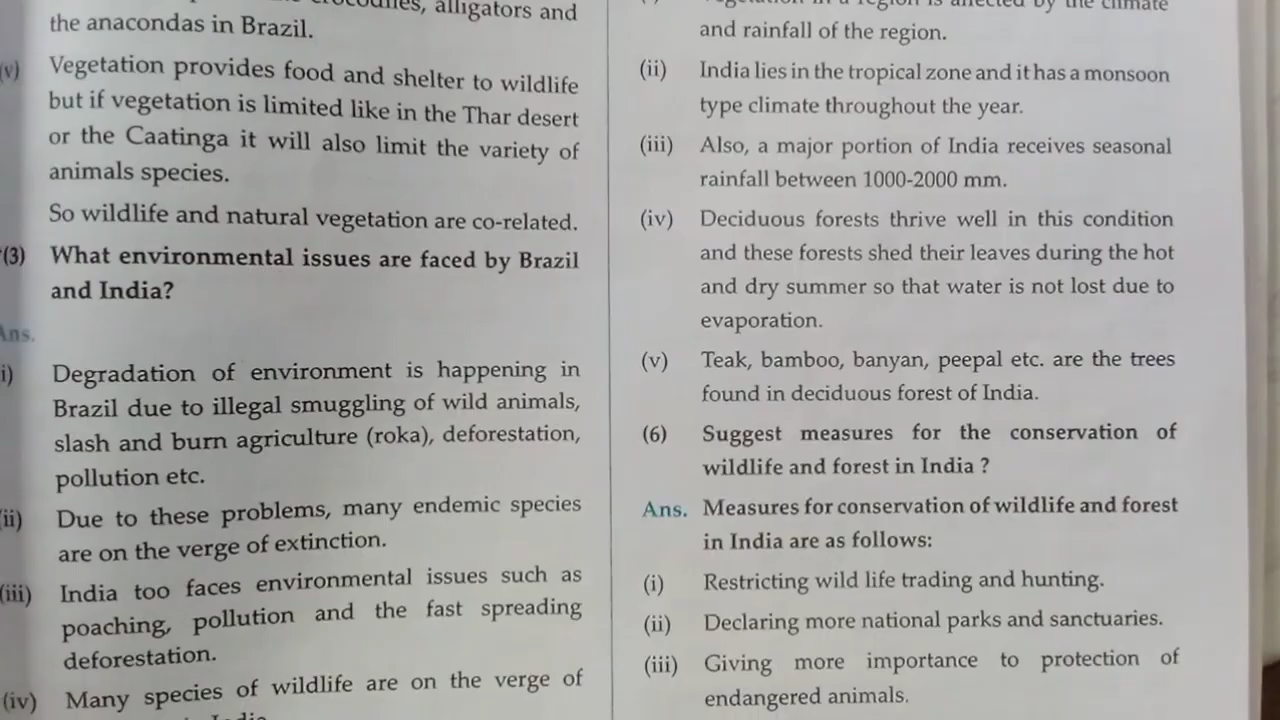 crocodiles, alligators and
the anacondas in Brazil.
(v) Vegetation provides food and shelter to wildlife
but if vegetation is limited like in the Thar desert
or the Caatinga it will also limit the variety of
animals species.
So wildlife and natural vegetation are co-related.
(3) What environmental issues are faced by Brazil
and India?
Ans.
i) Degradation of environment is happening in
Brazil due to illegal smuggling of wild animals,
slash and burn agriculture (roka), deforestation,
pollution etc.
ii) Due to these problems, many endemic species
are on the verge of extinction.
(iii) India too faces environmental issues such as
poaching, pollution and the fast spreading
deforestation.
(iv) Many species of wildlife are on the verge of
Vegetation in a region is affected by the climate
and rainfall of the region.
(ii) India lies in the tropical zone and it has a monsoon
type climate throughout the year.
(iii) Also, a major portion of India receives seasonal
rainfall between 1000-2000 mm.
(iv) Deciduous forests thrive well in this condition
and these forests shed their leaves during the hot
and dry summer so that water is not lost due to
evaporation.
(v) Teak, bamboo, banyan, peepal etc. are the trees
found in deciduous forest of India.
(6) Suggest measures for the conservation of
wildlife and forest in India ?
Ans. Measures for conservation of wildlife and forest
in India are as follows:
(i) Restricting wild life trading and hunting.
(ii) Declaring more national parks and sanctuaries.
(iii) Giving more importance to protection of
endangered animals.